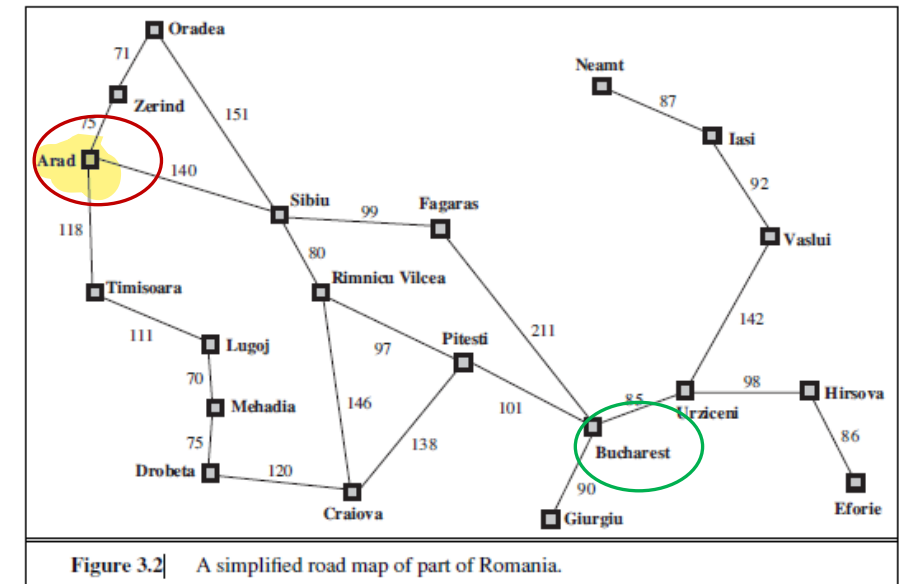 Oradea
71
Neamt
87
Zerind
151
75
Iasi
Arad
140
92
Sibiu
Fagaras
99
118
Vaslui
80
Timisoara
Rimnicu Vilcea
142
111
211
Lugoj
97
Pitesti
70
98
Hirsova
146
101
85
Mehadia
Urziceni
86
75
138
Bucharest
Drobeta
120
90
Eforie
Craiova
Giurgiu
Figure 3.2 A simplified road map of part of Romania.